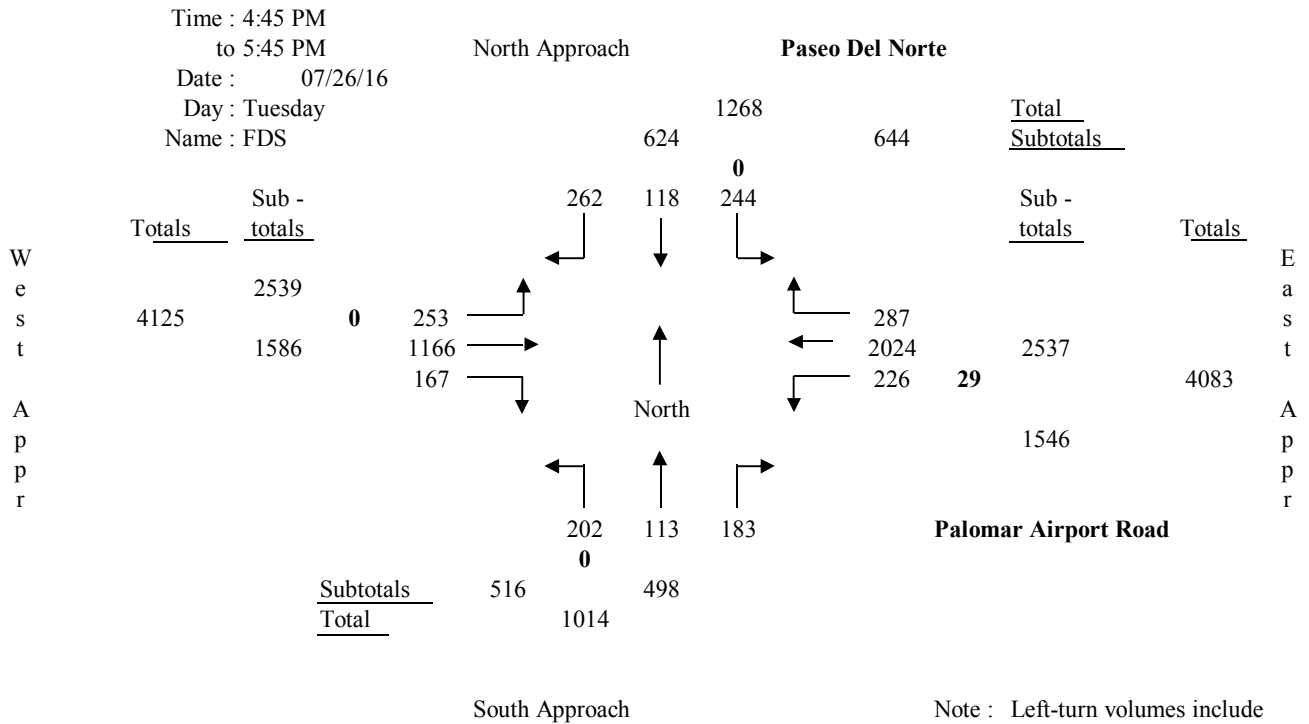 Time : 4:45 PM
to 5:45 PM North Approach Paseo Del Norte
Date : 07/26/16
Day : Tuesday 1268 Total
Name : FDS 624 644 Subtotals
0
Sub - 262 118 244 Sub -
Totals totals totals Totals
W E
e 2539 a
s 4125 0 253 287 s
t 1586 1166 2024 2537 t
167 226 29 4083
A North A
p 1546 p
p p
r r
202 113 183 Palomar Airport Road
0
Subtotals 516 498
Total 1014
South Approach Note : Left-turn volumes include